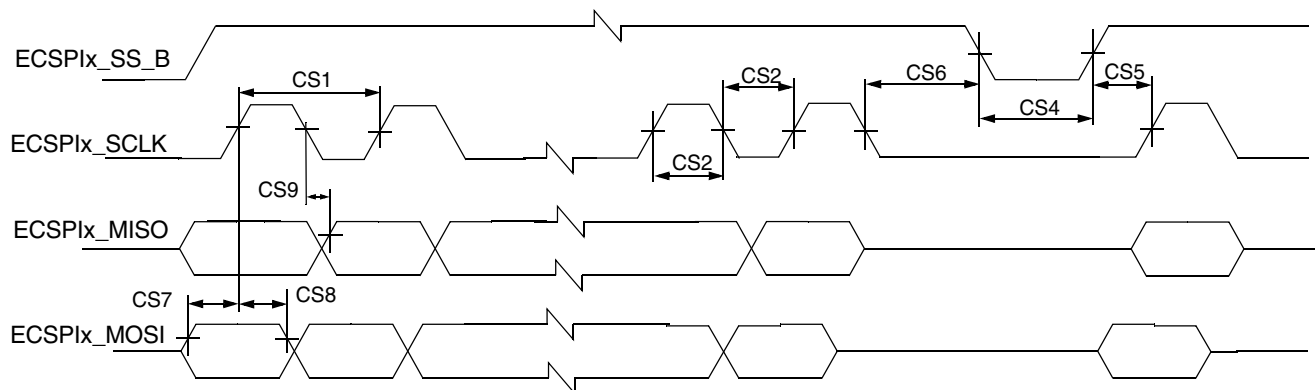 ECSPIx_SS_B
CS1
CS2
CS6
CS5
CS4
ECSPIx_SCLK
CS2
CS9
ECSPIx_MISO
CS7
CS8
ECSPIx_MOSI